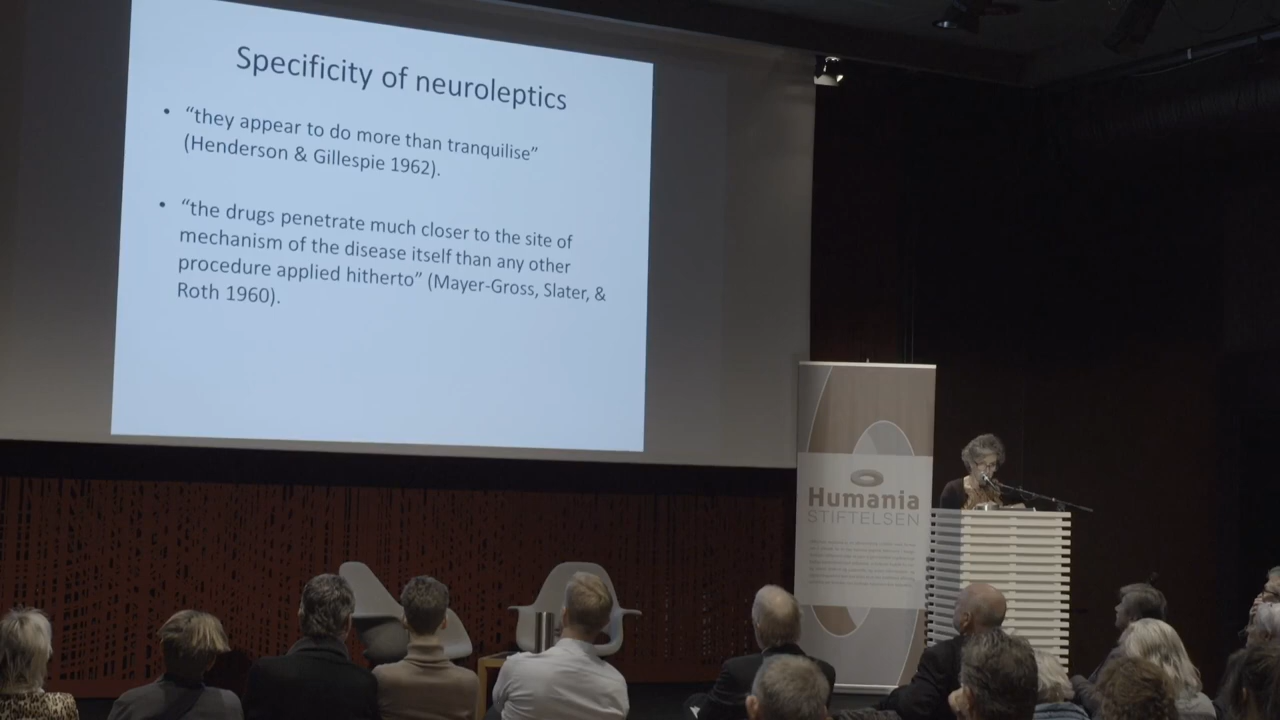 Specificity of neuroleptics
• “they appear to do more than tranquilise”
(Henderson & Gillespie 1962).
• “the drugs penetrate much closer to the site of
mechanism of the disease itself than any other
procedure applied hitherto” (Mayer-Gross, Slater, &
Roth 1960).
Humania
STIFTELSEN